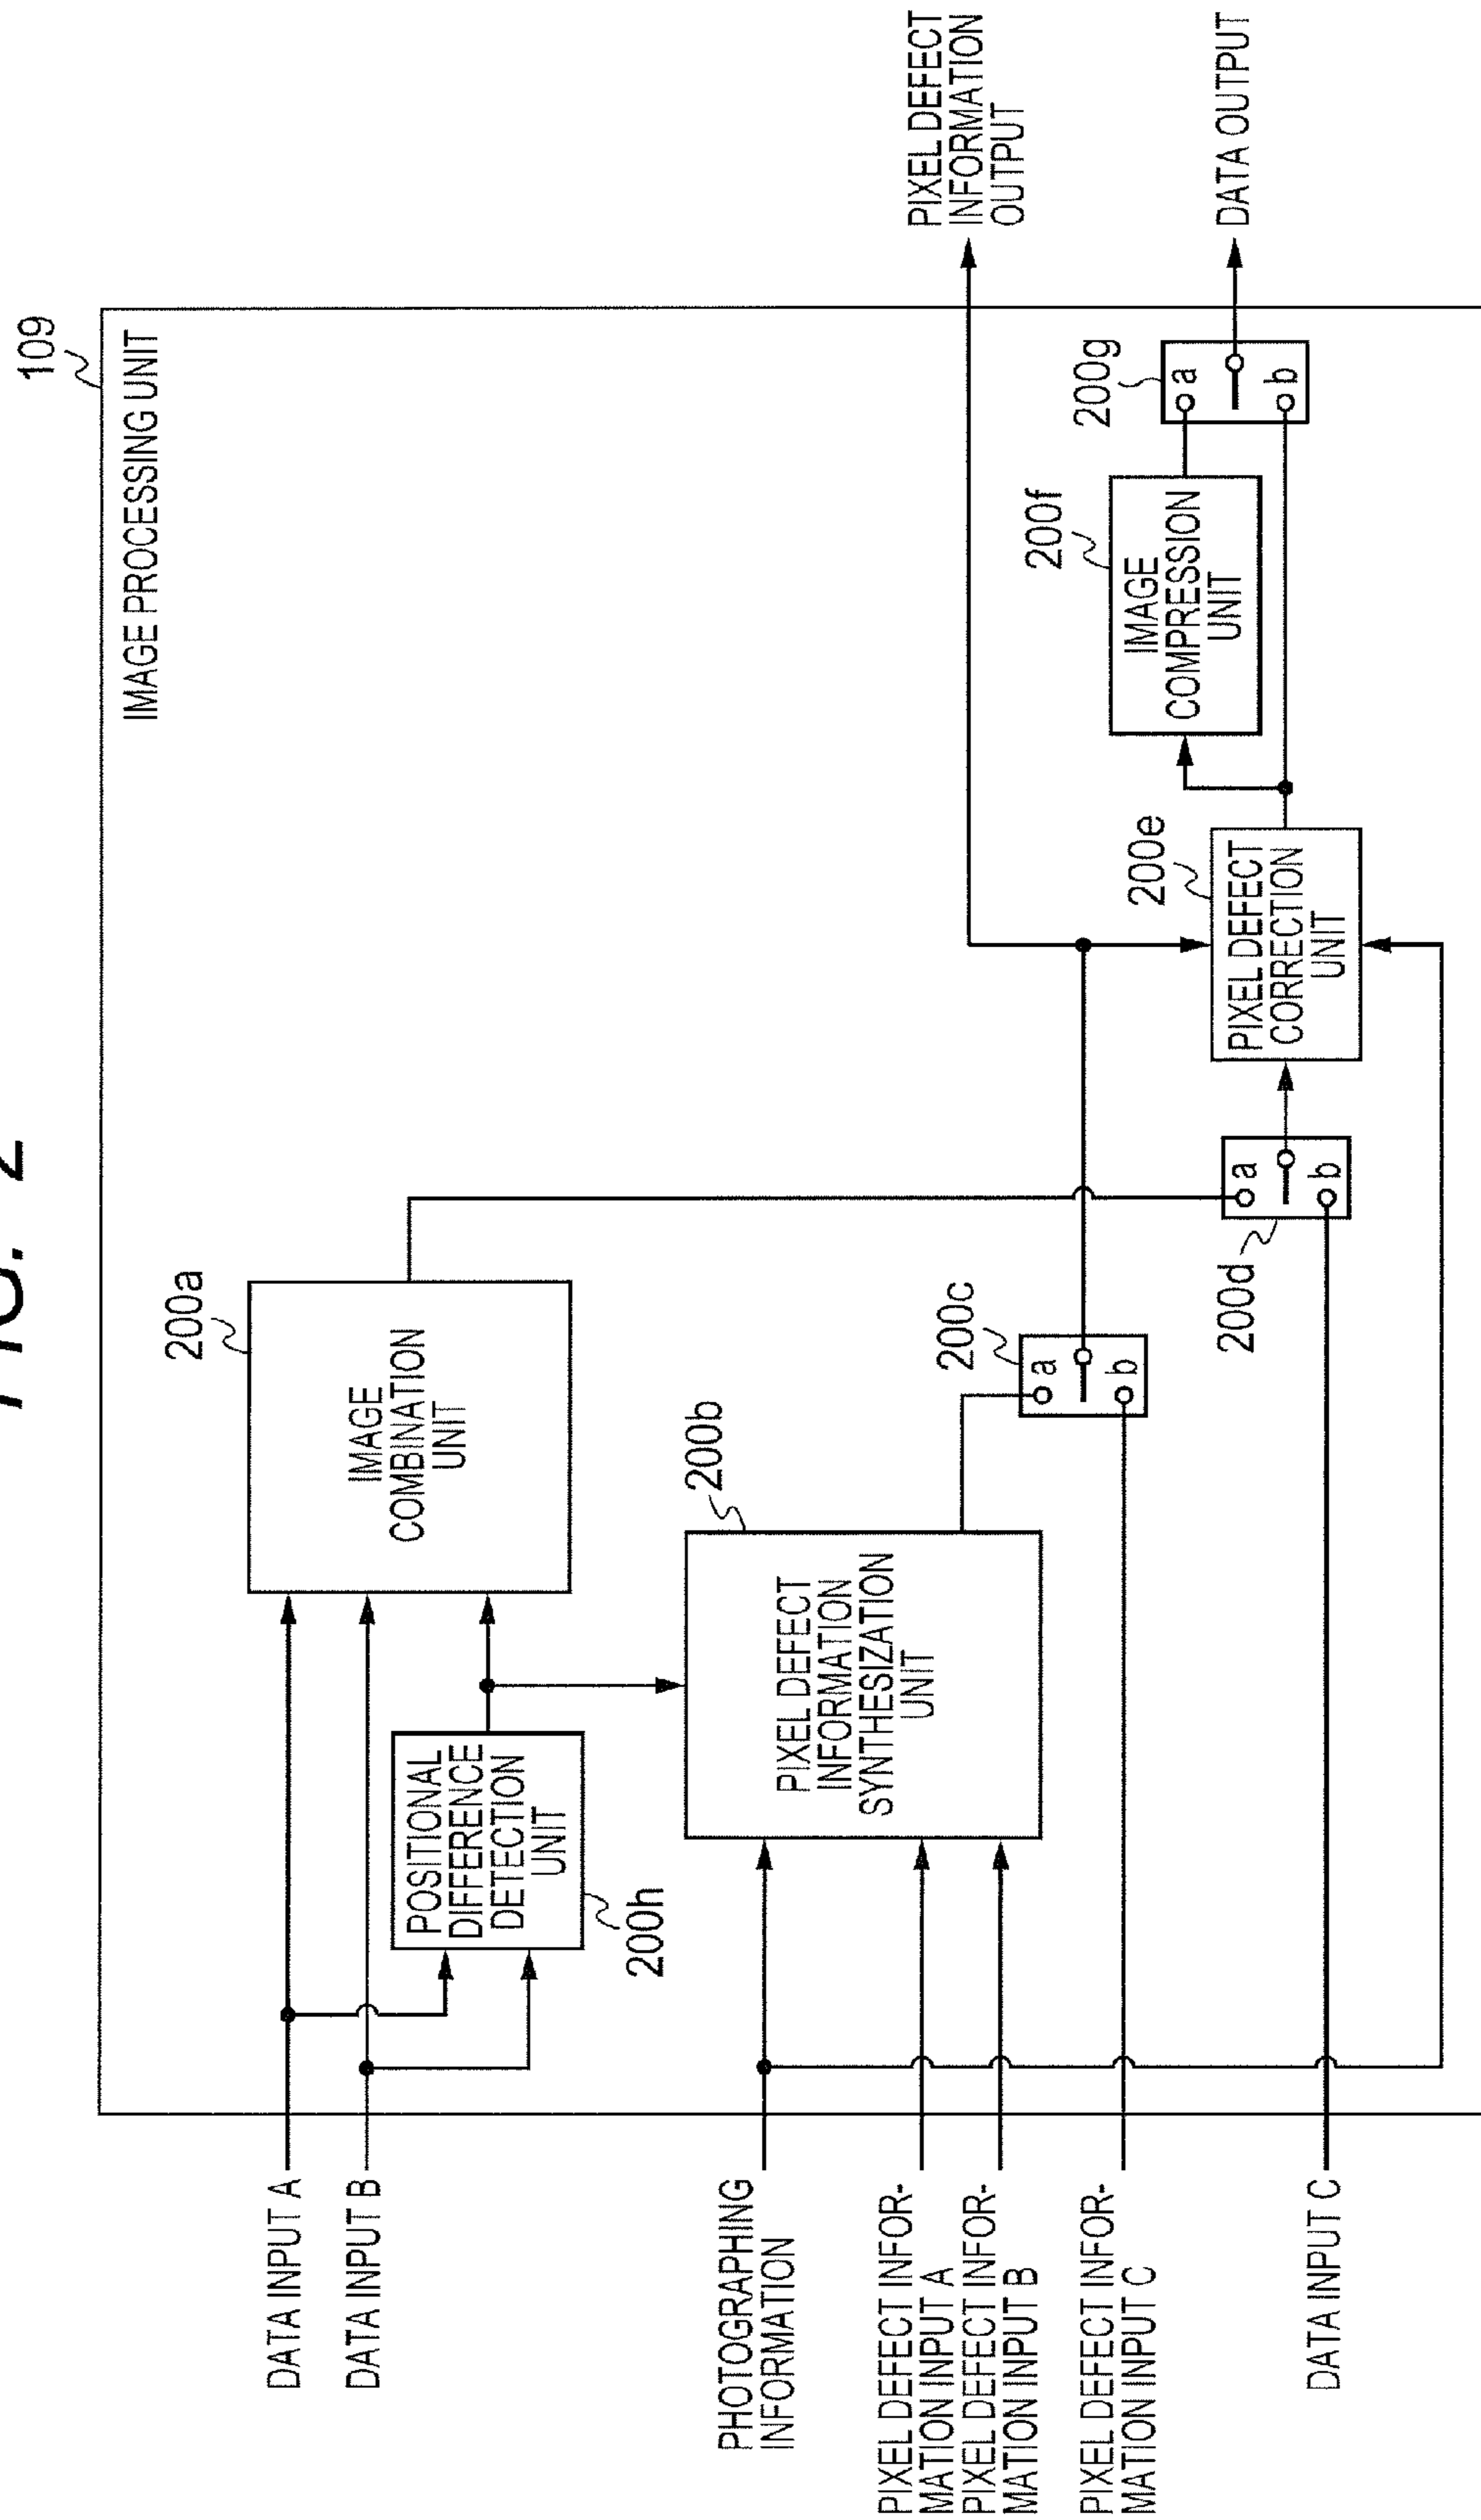 FIG. 2
109
IMAGE PROCESSING UNIT
200a
IMAGE
COMBINATION
UNIT
DATA INPUT A
DATA INPUT B
POSITIONAL
DIFFERENCE
DETECTION
UNIT
200h
200b
PIXEL DEFECT
INFORMATION
SYNTHESIZATION
UNIT
PHOTOGRAPHING
INFORMATION
PIXEL DEFECT INFOR-
MATION INPUT A
PIXEL DEFECT INFOR-
MATION INPUT B
PIXEL DEFECT INFOR-
MATION INPUT C
DATA INPUT C
200c
a
b
200d
a
b
200e
PIXEL DEFECT
CORRECTION
UNIT
200f
IMAGE
COMPRESSION
UNIT
200g
a
b
PIXEL DEFECT
INFORMATION
OUTPUT
DATA OUTPUT